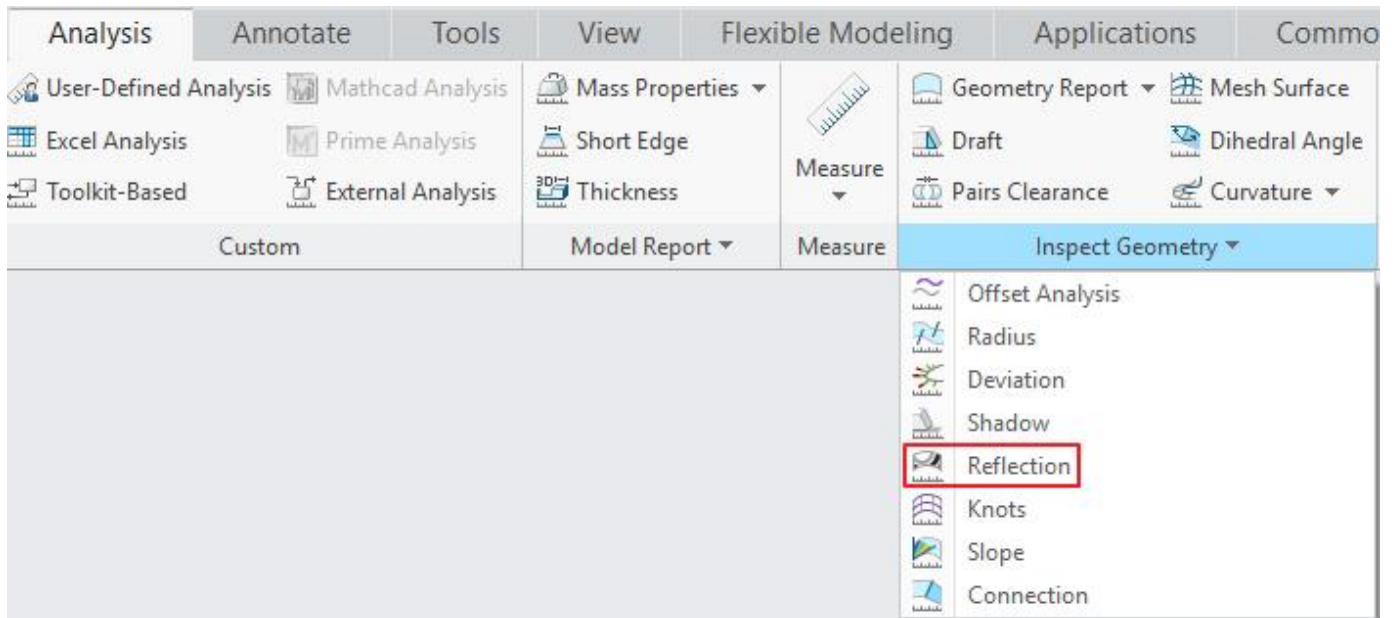 Analysis Annotate Tools View Flexible Modeling Applications Commo
User-Defined Analysis Mathcad Analysis Mass Properties Geometry Report Mesh Surface
Excel Analysis Prime Analysis Short Edge Measure Draft Dihedral Angle
Toolkit-Based External Analysis 3D Thickness Pairs Clearance Curvature
Custom Model Report Measure Inspect Geometry
Offset Analysis
Radius
Deviation
Shadow
Reflection
Knots
Slope
Connection